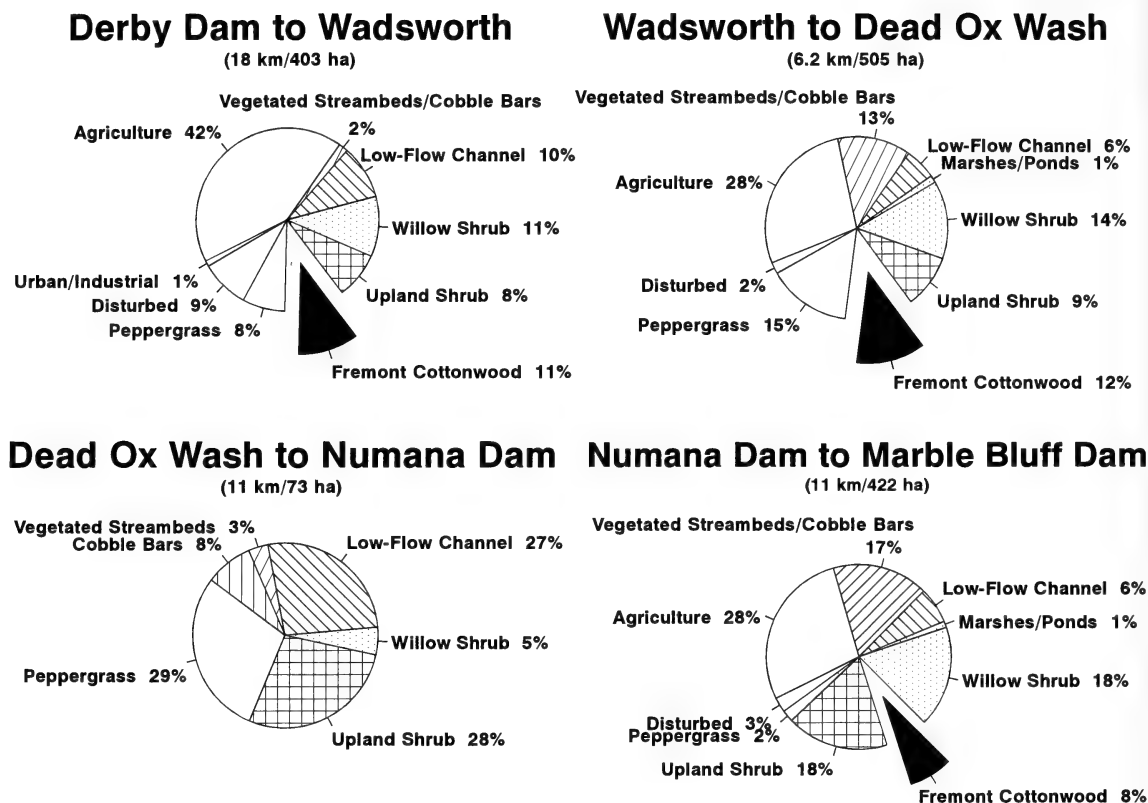 Derby Dam to Wadsworth
(18 km/403 ha)
Vegetated Streambeds/Cobble Bars
2%
Agriculture 42%
Low-Flow Channel 10%
Willow Shrub 11%
Upland Shrub 8%
Urban/Industrial 1%
Disturbed 9%
Peppergrass 8%
Fremont Cottonwood 11%
Wadsworth to Dead Ox Wash
(6.2 km/505 ha)
Vegetated Streambeds/Cobble Bars
13%
Low-Flow Channel 6%
Marshes/Ponds 1%
Agriculture 28%
Willow Shrub 14%
Disturbed 2%
Upland Shrub 9%
Peppergrass 15%
Fremont Cottonwood 12%
Dead Ox Wash to Numana Dam
(11 km/73 ha)
Vegetated Streambeds 3%
Cobble Bars 8%
Low-Flow Channel 27%
Willow Shrub 5%
Peppergrass 29%
Upland Shrub 28%
Numana Dam to Marble Bluff Dam
(11 km/422 ha)
Vegetated Streambeds/Cobble Bars
17%
Low-Flow Channel 6%
Agriculture 28%
Marshes/Ponds 1%
Willow Shrub 18%
Disturbed 3%
Peppergrass 2%
Upland Shrub 18%
Fremont Cottonwood 8%